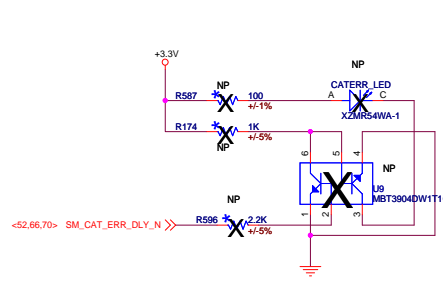 +3.3V
NP
CATERR_LED
NP
R587
100
A
C
+/-1%
XZMR54WA-1
R174
1K
+/-5%
NP
6
5
4
NP
U9
MBT3904DW1T1
1
2
3
NP
<52,66,70> SM_CAT_ERR_DLY_N
R596
2.2K
+/-5%